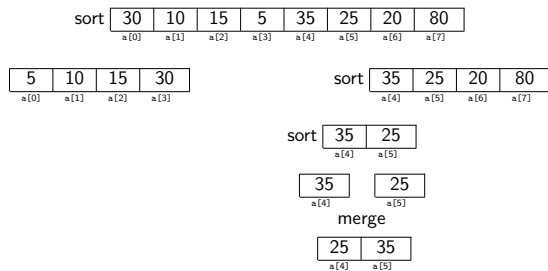 sort 30 10 15 5 35 25 20 80
a[0] a[1] a[2] a[3] a[4] a[5] a[6] a[7]
5 10 15 30 sort 35 25 20 80
a[0] a[1] a[2] a[3] a[4] a[5] a[6] a[7]
sort 35 25
a[4] a[5]
35 25
a[4] a[5]
merge
25 35
a[4] a[5]